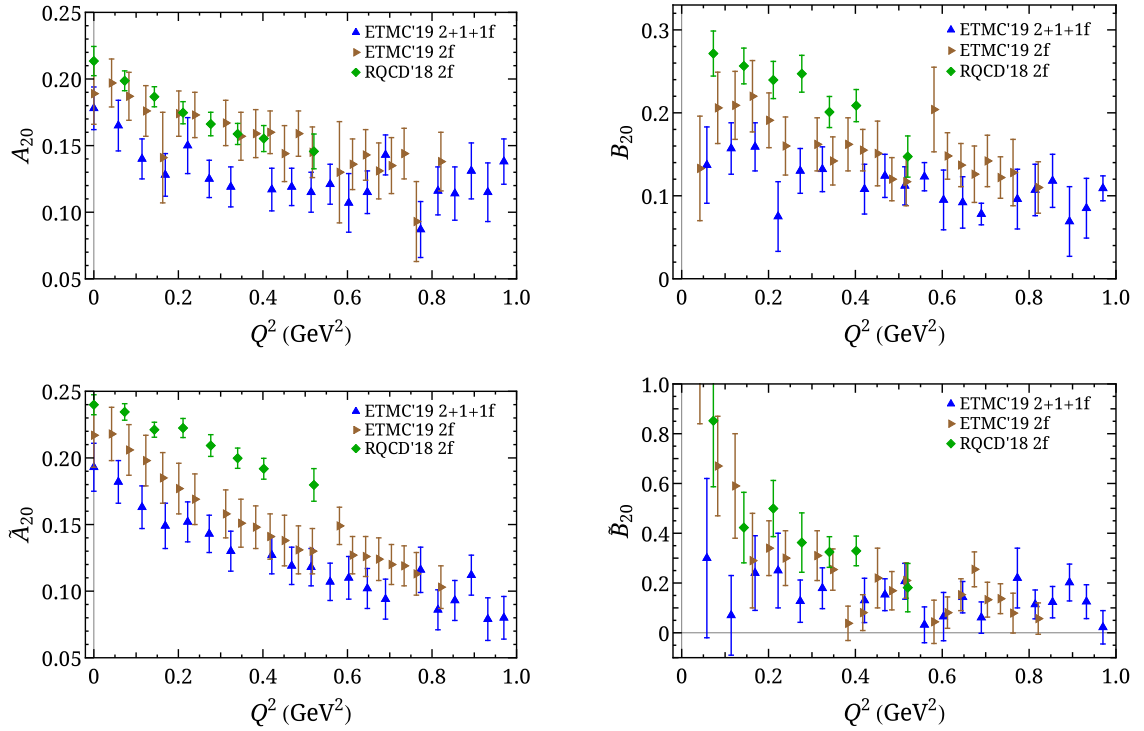 0.25
0.20
0.15
0.10
0.05
A₂₀
ETMC'19 2+1+1f
ETMC'19 2f
RQCD'18 2f
0 0.2 0.4 0.6 0.8 1.0
Q² (GeV²)
0.3
0.2
0.1
0
B₂₀
ETMC'19 2+1+1f
ETMC'19 2f
RQCD'18 2f
0 0.2 0.4 0.6 0.8 1.0
Q² (GeV²)
0.25
0.20
0.15
0.10
0.05
Ã₂₀
ETMC'19 2+1+1f
ETMC'19 2f
RQCD'18 2f
0 0.2 0.4 0.6 0.8 1.0
Q² (GeV²)
1.0
0.8
0.6
0.4
0.2
0
B̃₂₀
ETMC'19 2+1+1f
ETMC'19 2f
RQCD'18 2f
0 0.2 0.4 0.6 0.8 1.0
Q² (GeV²)